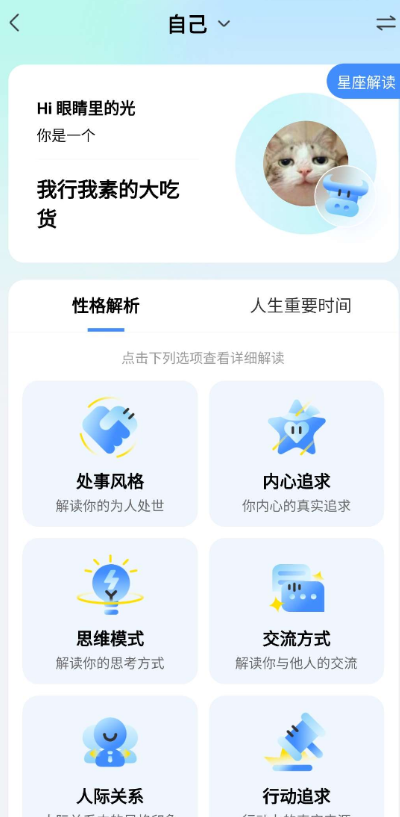 自己
星座解读
Hi 眼睛里的光
你是一个
我行我素的大吃
货
性格解析
人生重要时间
点击下列选项查看详细解读
处事风格
内心追求
解读你的为人处世
你内心的真实追求
思维模式
交流方式
解读你的思考方式
解读你与他人的交流
人际关系
行动追求